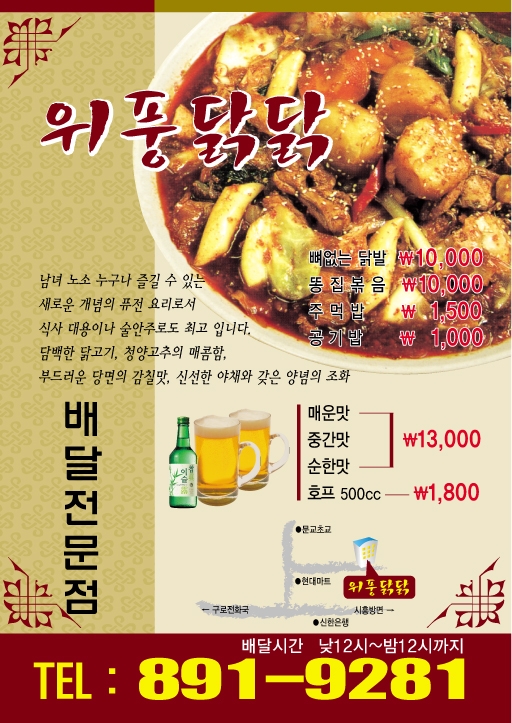 위풍닭닭
뼈없는 닭발 ₩10,000
똥집볶음 ₩10,000
주먹밥 ₩ 1,500
공기밥 ₩ 1,000
남녀 노소 누구나 즐길 수 있는
새로운 개념의 퓨전 요리로서
식사 대용이나 술안주로도 최고 입니다.
담백한 닭고기, 청양고추의 매콤함,
부드러운 당면의 감칠맛, 신선한 야채와 갖은 양념의 조화
배달전문점
매운맛
중간맛 ₩13,000
순한맛
호프 500cc ₩1,800
이슬
●문교초교
●현대마트
위풍닭닭
← 구로전화국
시흥방면 →
●신한은행
배달시간 낮12시~밤12시까지
TEL : 891-9281